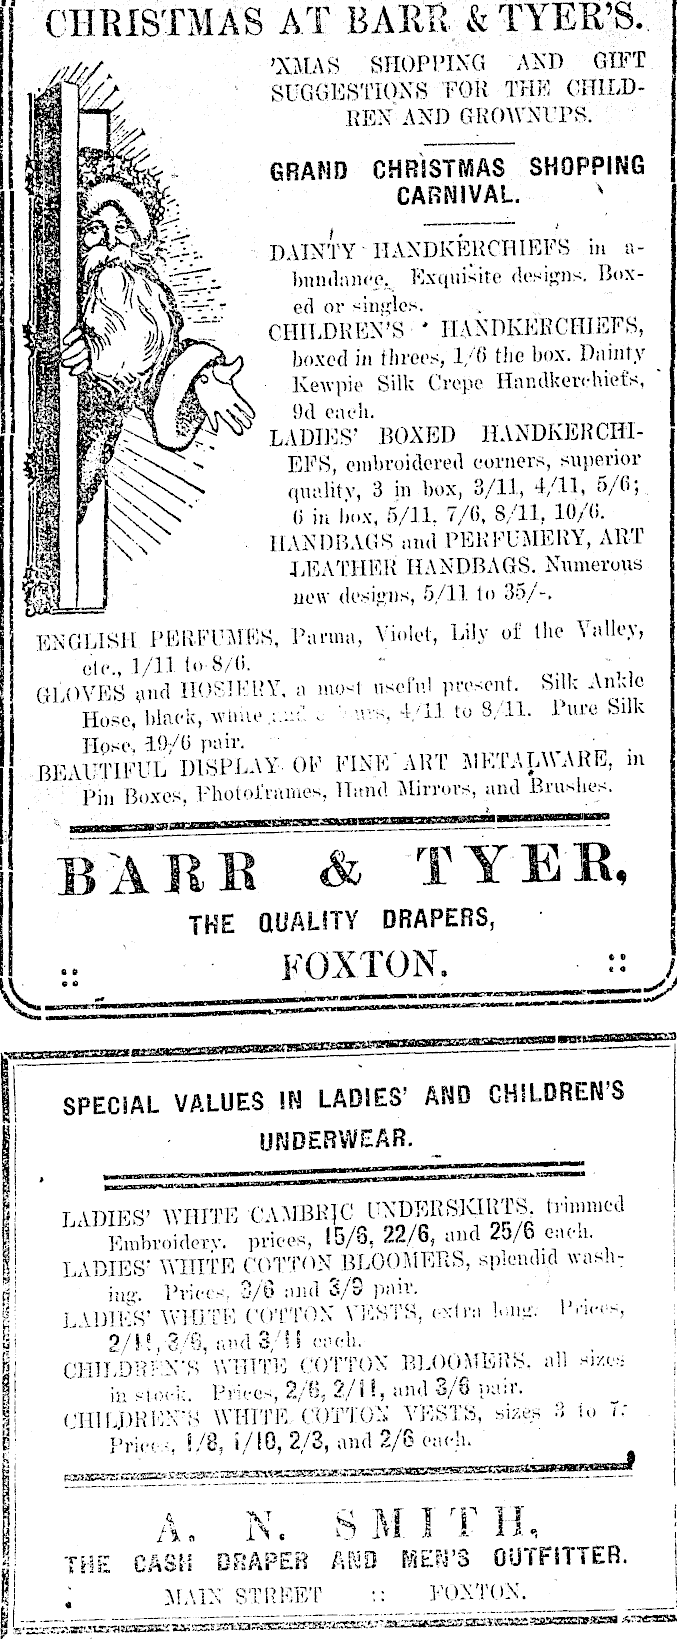 CHRISTMAS AT BARR & TYER'S.
'XMAS SHOPPING AND GIFT
SUGGESTIONS FOR THE CHILD-
REN AND GROWNUPS.
GRAND CHRISTMAS SHOPPING
CARNIVAL.
DAINTY HANDKERCHIEFS in a-
bundance. Exquisite designs. Box-
ed or singles.
CHILDREN'S HANDKERCHIEFS,
boxed in threes, 1/6 the box. Dainty
Kewpie Silk Crepe Handkerchiefs,
9d each.
LADIES' BOXED HANDKERCHI-
EFS, embroidered corners, superior
quality, 3 in box, 3/11, 4/11, 5/6;
6 in box, 5/11, 7/6, 8/11, 10/6.
HANDBAGS and PERFUMERY, ART
LEATHER HANDBAGS. Numerous
new designs, 5/11 to 35/-.
ENGLISH PERFUMES, Parma, Violet, Lily of the Valley,
etc., 1/11 to 8/6.
GLOVES and HOSIERY, a most useful present. Silk Ankle
Hose, black, white and 4/11 to 8/11. Pure Silk
Hose, 19/6 pair.
BEAUTIFUL DISPLAY OF FINE ART METALWARE, in
Pin Boxes, Photoframes, Hand Mirrors, and Brushes.
BARR & TYER,
THE QUALITY DRAPERS,
:: FOXTON. ::
SPECIAL VALUES IN LADIES' AND CHILDREN'S
UNDERWEAR.
LADIES' WHITE CAMBRIC UNDERSKIRTS, trimmed
Embroidery. prices, 15/6, 22/6, and 25/6 each.
LADIES' WHITE COTTON BLOOMERS, splendid wash-
ing. Prices, 3/6 and 3/9 pair.
LADIES' WHITE COTTON VESTS, extra long. Prices,
2/11, 3/6, and 3/11 each.
CHILDREN'S WHITE COTTON BLOOMERS, all sizes
in stock. Prices, 2/6, 2/11, and 3/6 pair.
CHILDREN'S WHITE COTTON VESTS, sizes 3 to 7:
Prices, 1/8, 1/10, 2/3, and 2/6 each.
A. N. SMITH,
THE CASH DRAPER AND MEN'S OUTFITTER.
MAIN STREET :: FOXTON.